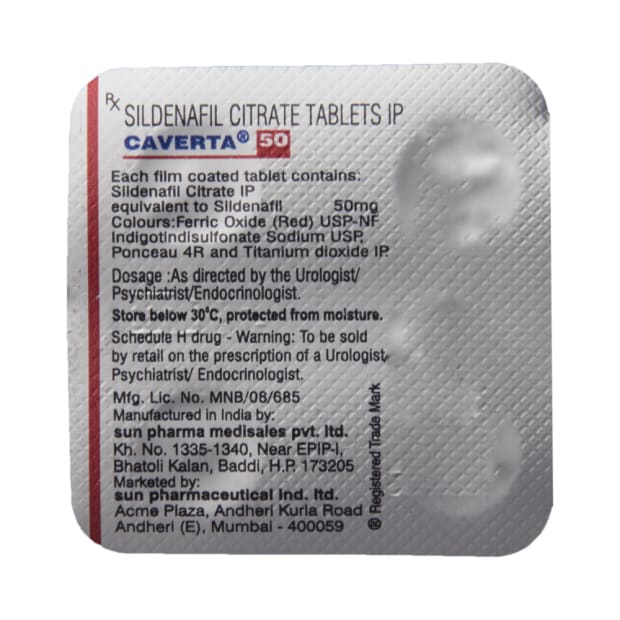 Rx SILDENAFIL CITRATE TABLETS IP
CAVERTA® 50
Each film coated tablet contains:
Sildenafil Citrate IP
equivalent to Sildenafil 50mg
Colours:Ferric Oxide (Red) USP-NF
Indigotindisulfonate Sodium USP,
Ponceau 4R and Titanium dioxide IP.
Dosage :As directed by the Urologist/
Psychiatrist/Endocrinologist.
Store below 30°C, protected from moisture.
Schedule H drug - Warning: To be sold
by retail on the prescription of a Urologist,
Psychiatrist/ Endocrinologist.
Mfg. Lic. No. MNB/08/685
Manufactured in India by:
sun pharma medisales pvt. ltd.
Kh. No. 1335-1340, Near EPIP-I,
Bhatoli Kalan, Baddi, H.P. 173205
Marketed by:
sun pharmaceutical ind. ltd.
Acme Plaza, Andheri Kurla Road
Andheri (E), Mumbai - 400059
® Registered Trade Mark